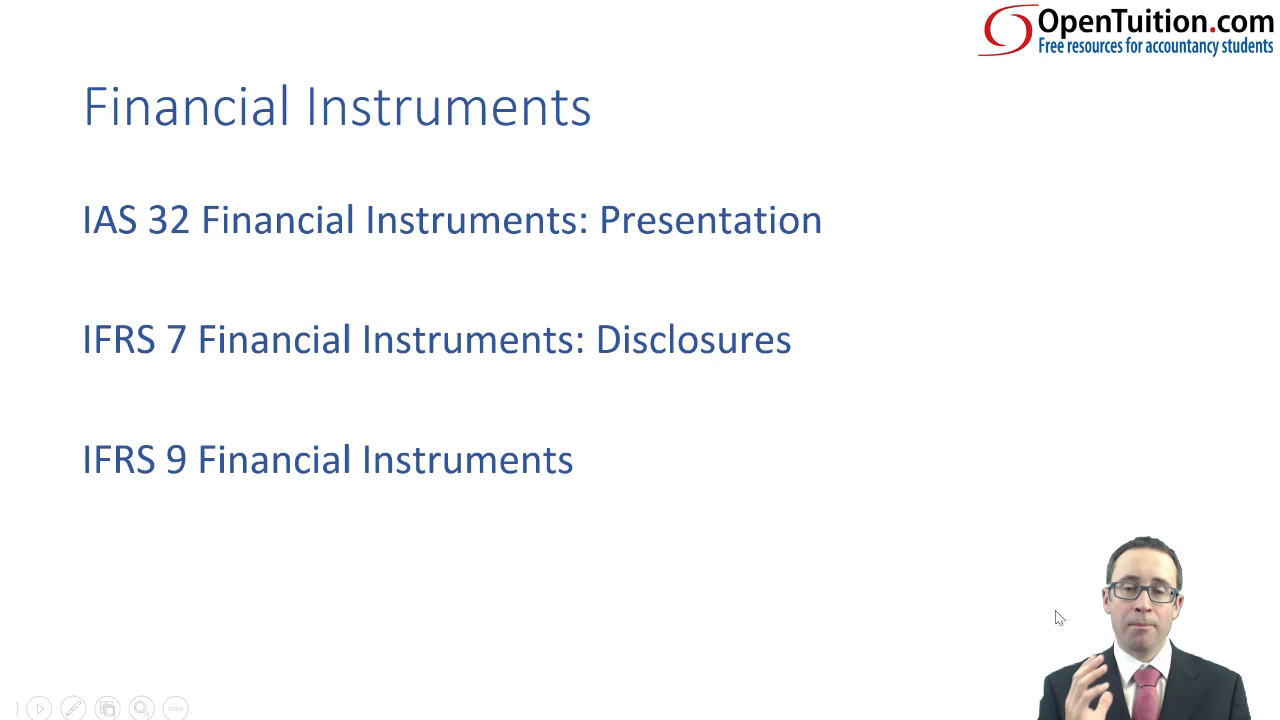 OpenTuition.com
Free resources for accountancy students
Financial Instruments
IAS 32 Financial Instruments: Presentation
IFRS 7 Financial Instruments: Disclosures
IFRS 9 Financial Instruments